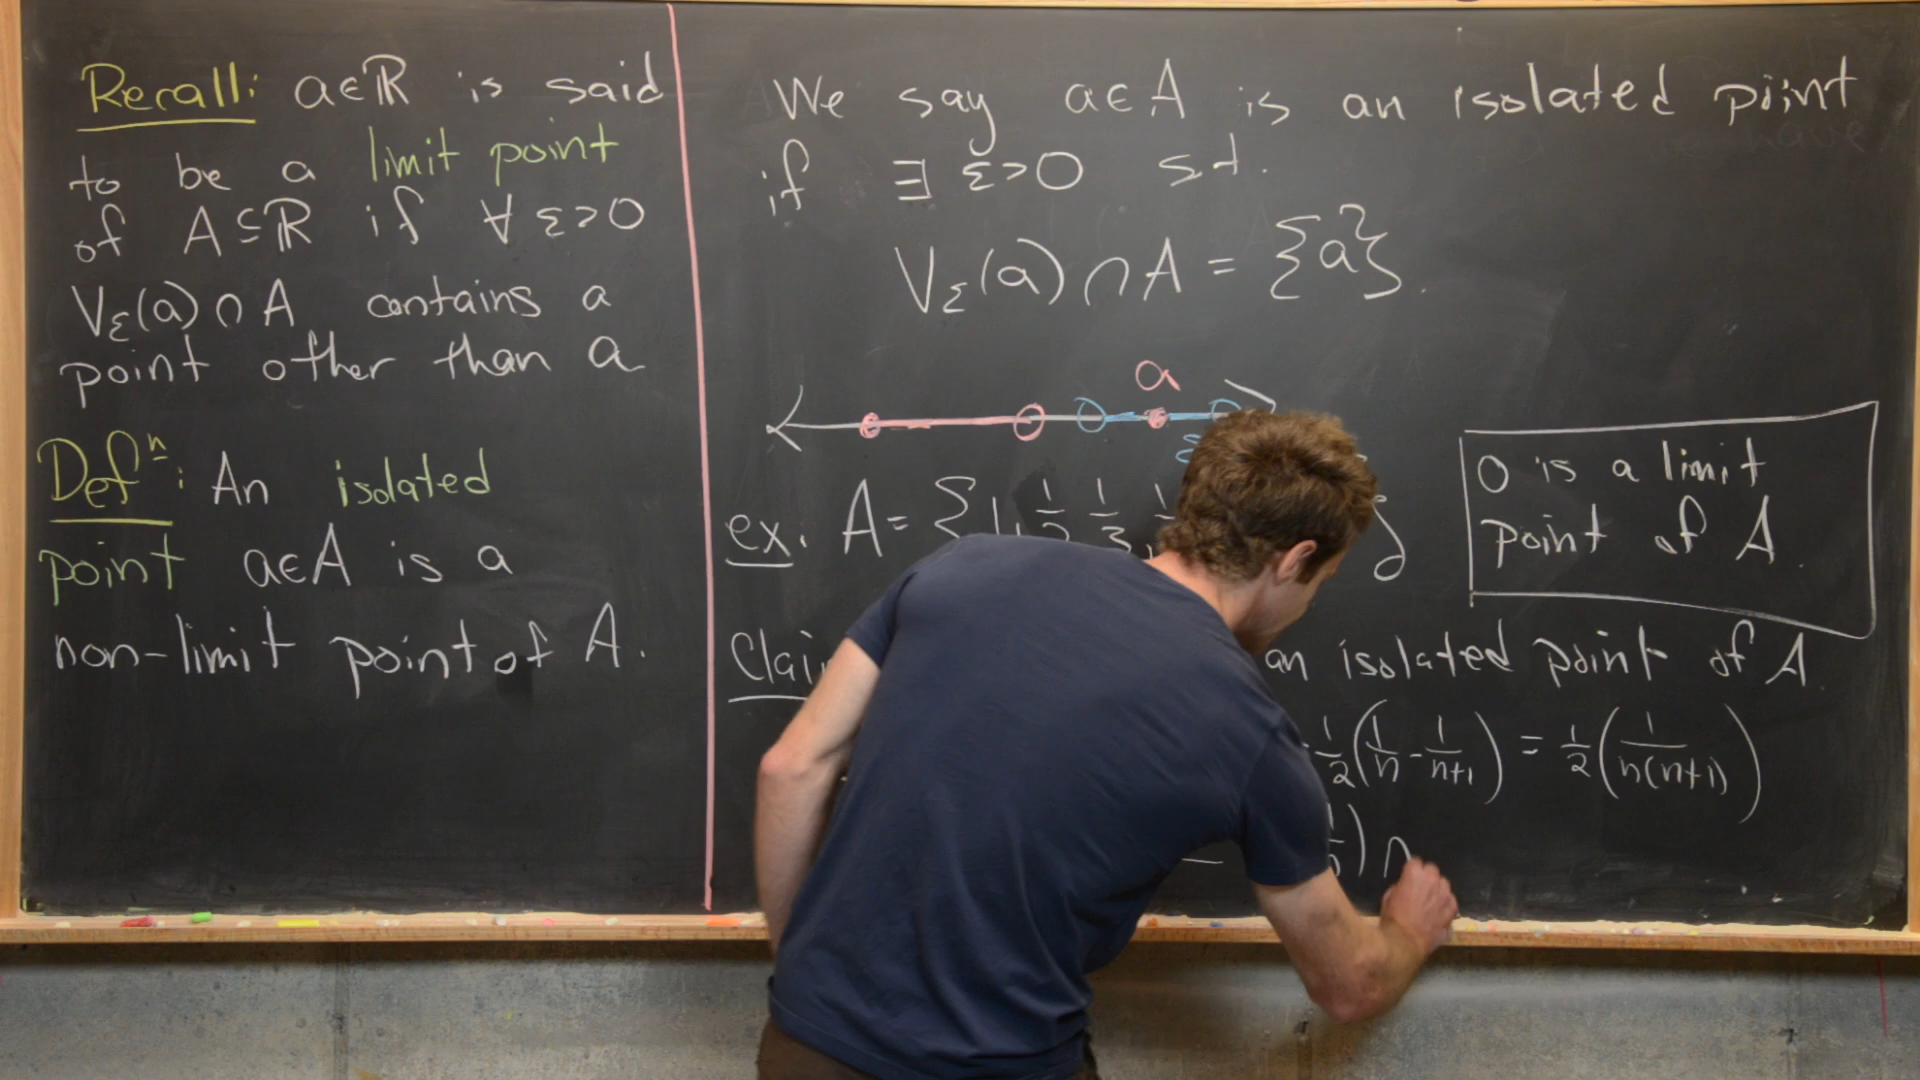 Recall: a∈ℝ is said
to be a limit point
of A⊆ℝ if ∀ ε>0
V_ε(a)∩A contains a
point other than a
Defⁿ: An isolated
point a∈A is a
non-limit point of A.
We say a∈A is an isolated point
if ∃ ε>0 s.t.
V_ε(a)∩A = {a}.
a
ex. A = {1, 1/2, 1/3, }
0 is a limit
point of A.
an isolated point of A
1/2(1/n - 1/(n+1)) = 1/2(1/(n(n+1)))
) ∩